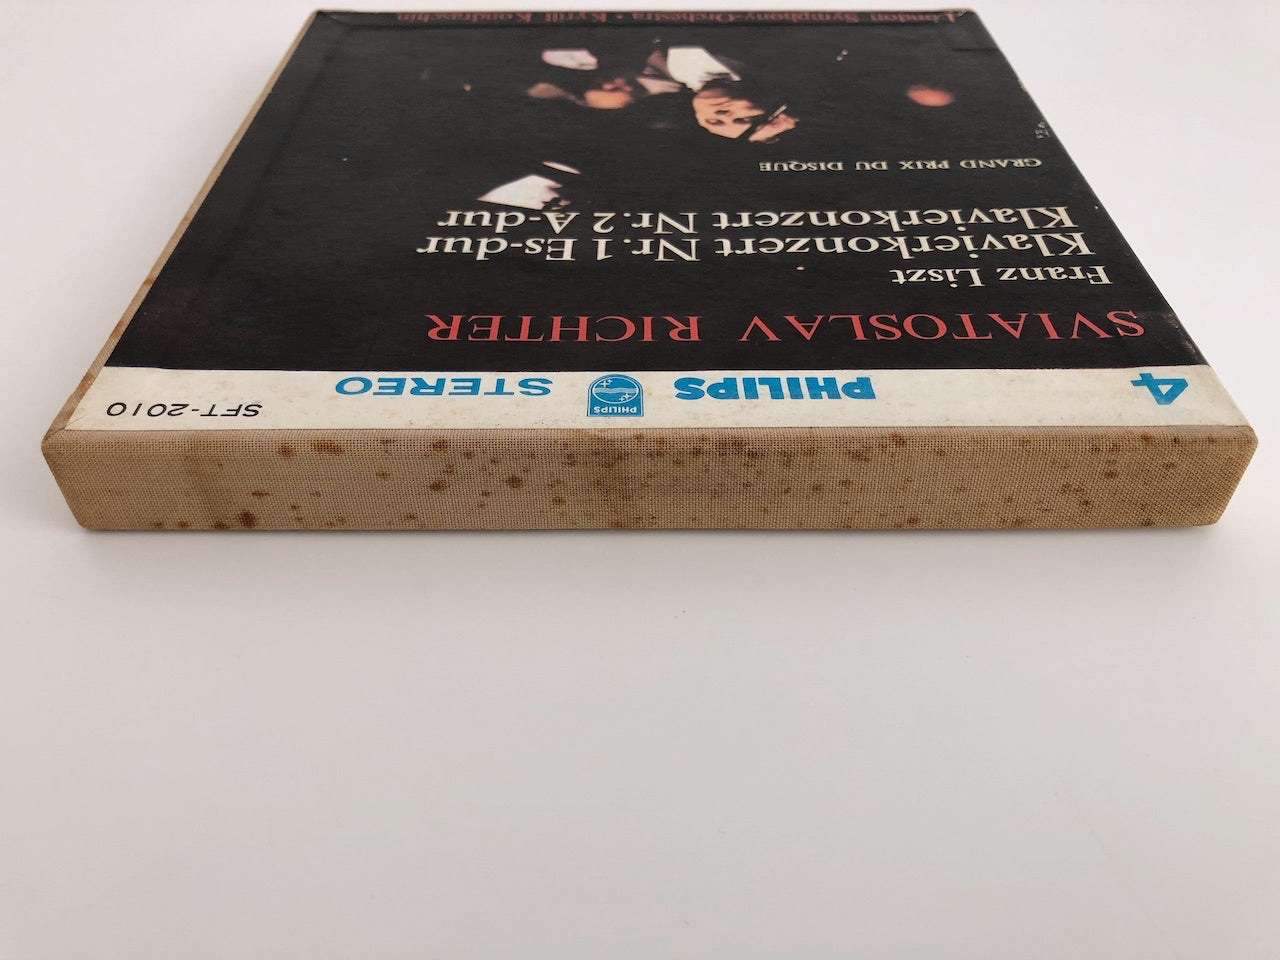 4 PHILIPS PHILIPS STEREO SFT-2010
SVIATOSLAV RICHTER
Franz Liszt
Klavierkonzert Nr. 1 Es-dur
Klavierkonzert Nr. 2 A-dur
GRAND PRIX DU DISQUE
London Symphony-Orchestra • Kyrill Kondraschin